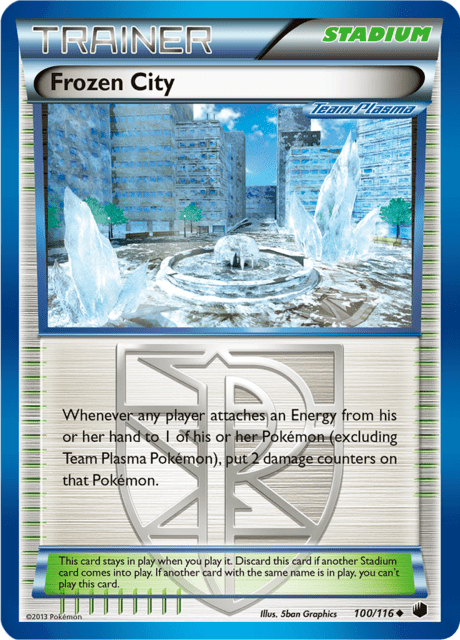 TRAINER
STADIUM
Frozen City
Team Plasma
Whenever any player attaches an Energy from his
or her hand to 1 of his or her Pokémon (excluding
Team Plasma Pokémon), put 2 damage counters on
that Pokémon.
This card stays in play when you play it. Discard this card if another Stadium
card comes into play. If another card with the same name is in play, you can't
play this card.
©2013 Pokémon
Illus. 5ban Graphics
100/116